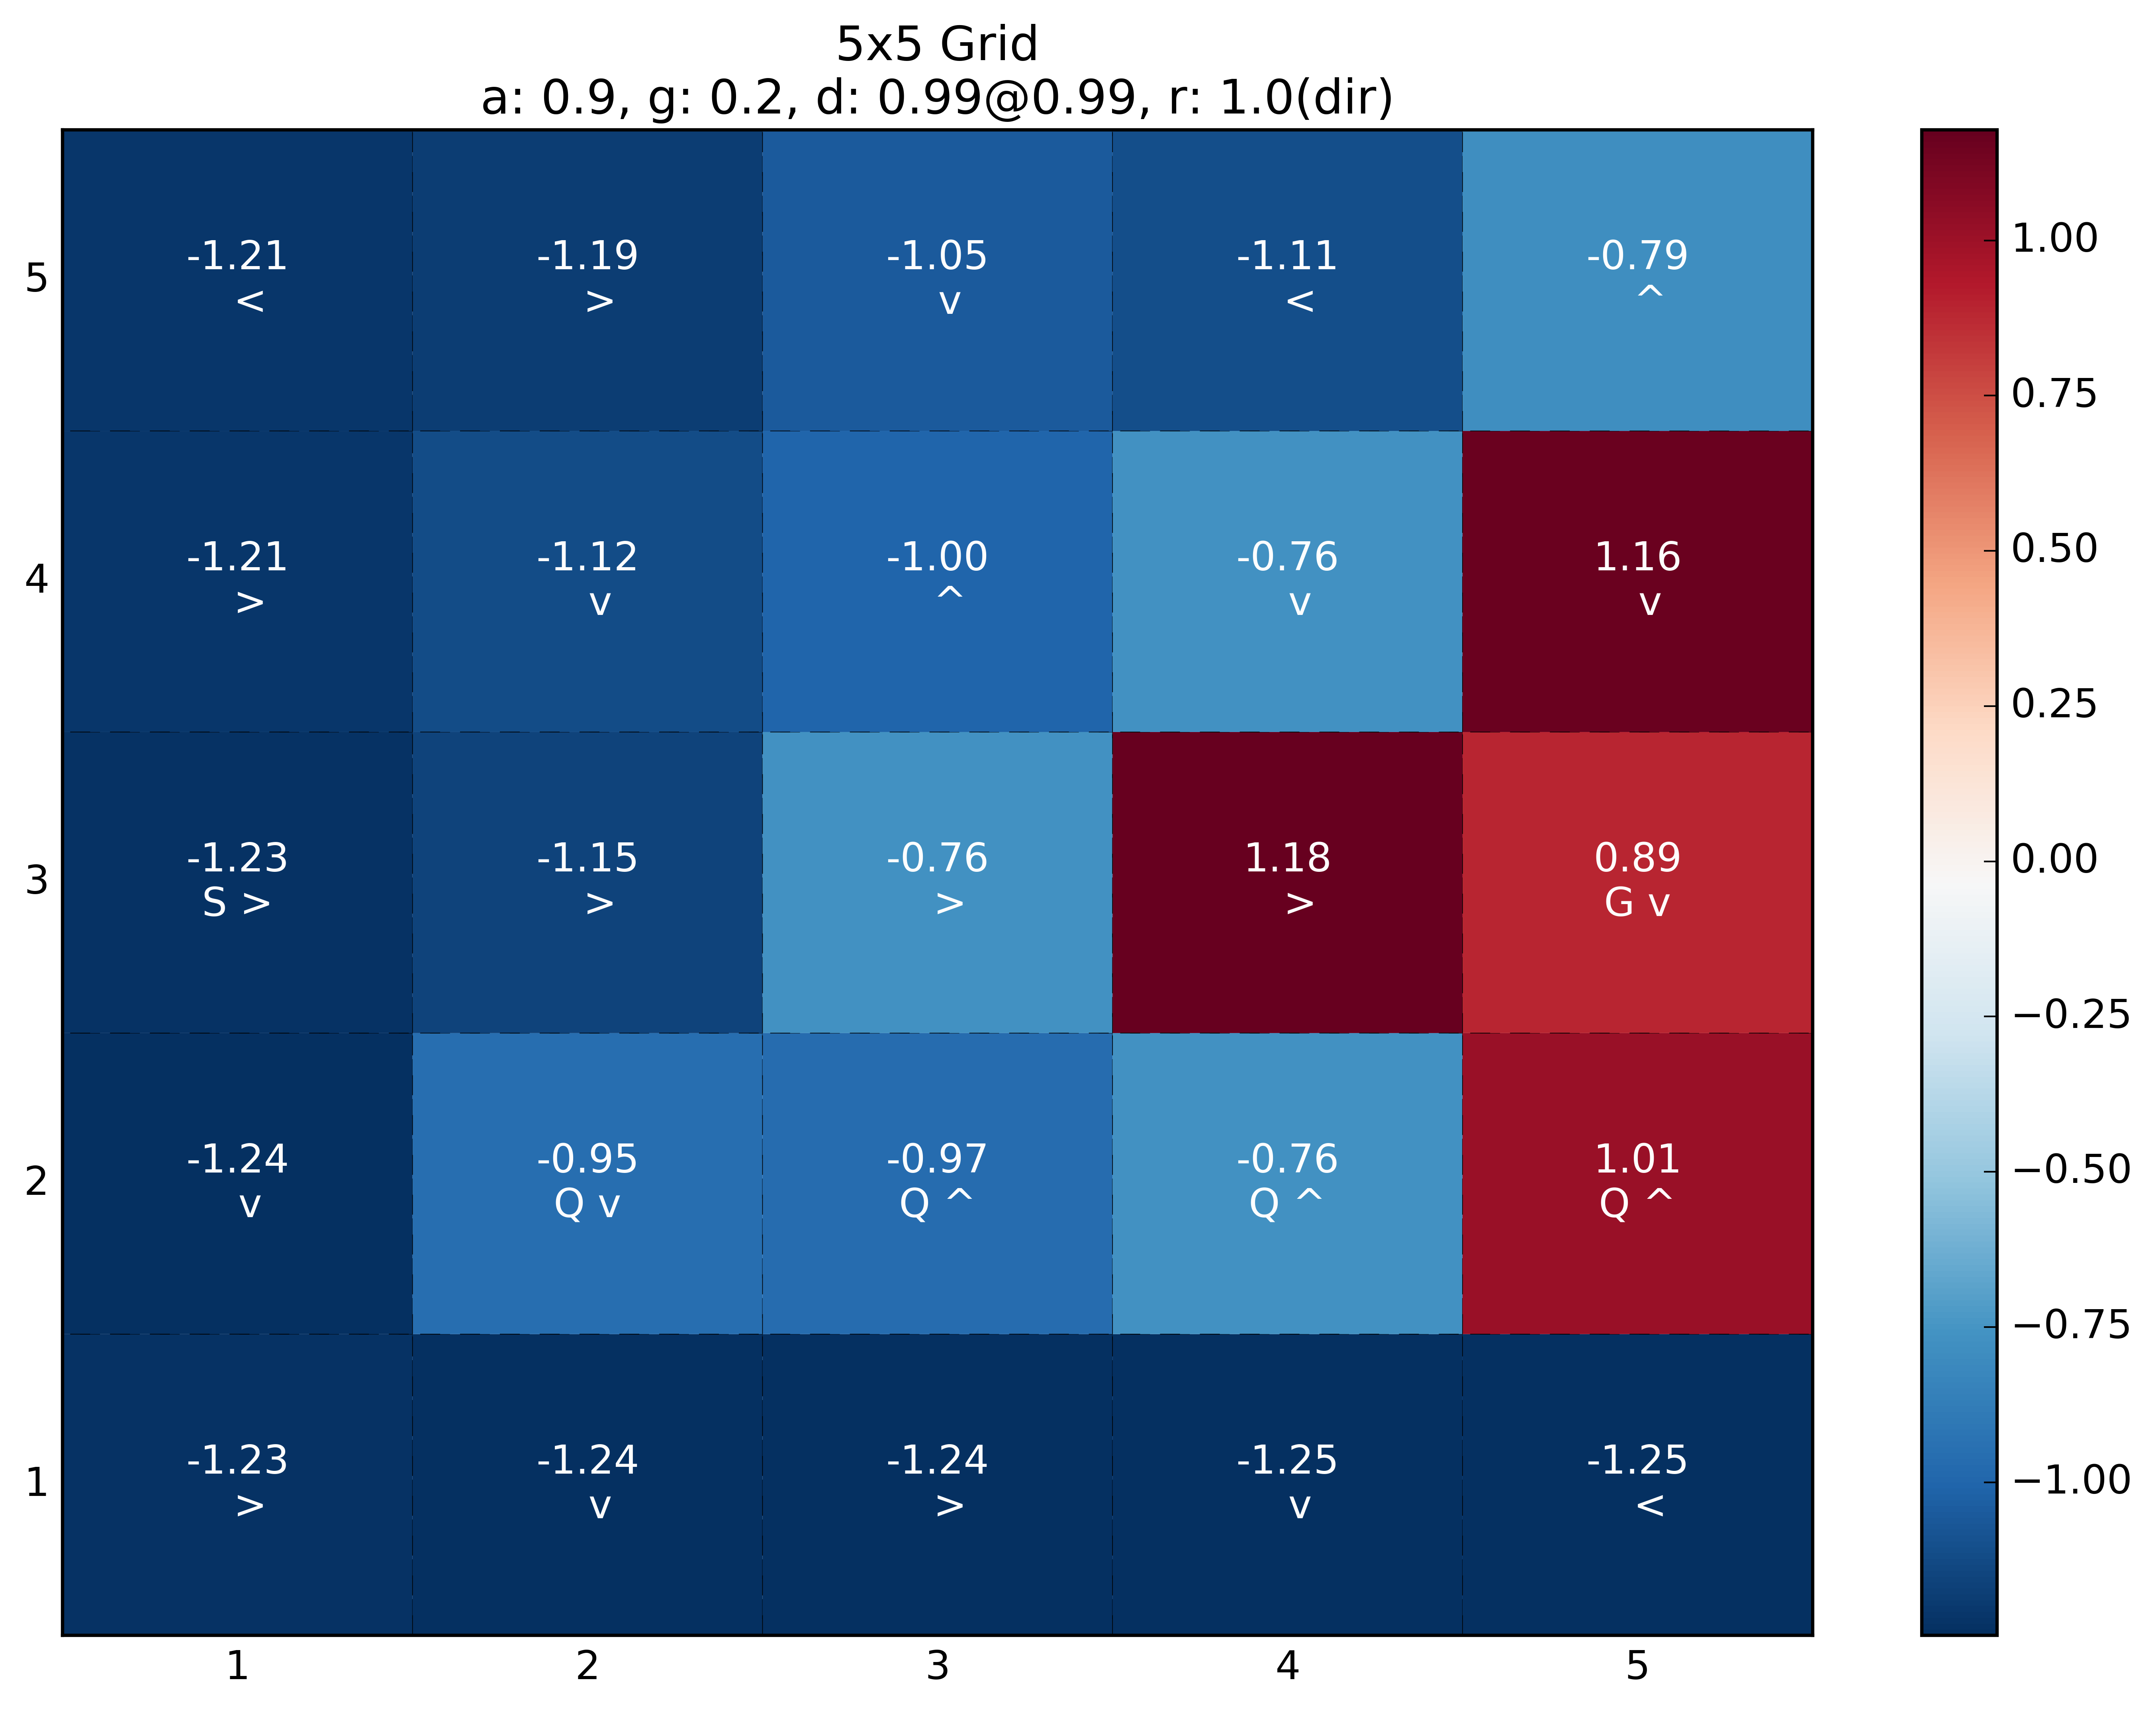 5x5 Grid
a: 0.9, g: 0.2, d: 0.99@0.99, r: 1.0(dir)
5 -1.21 -1.19 -1.05 -1.11 -0.79
< > v < ^
4 -1.21 -1.12 -1.00 -0.76 1.16
> v ^ v v
3 -1.23 -1.15 -0.76 1.18 0.89
S > > > > G v
2 -1.24 -0.95 -0.97 -0.76 1.01
v Q v Q ^ Q ^ Q ^
1 -1.23 -1.24 -1.24 -1.25 -1.25
> v > v <
1 2 3 4 5
1.00
0.75
0.50
0.25
0.00
−0.25
−0.50
−0.75
−1.00